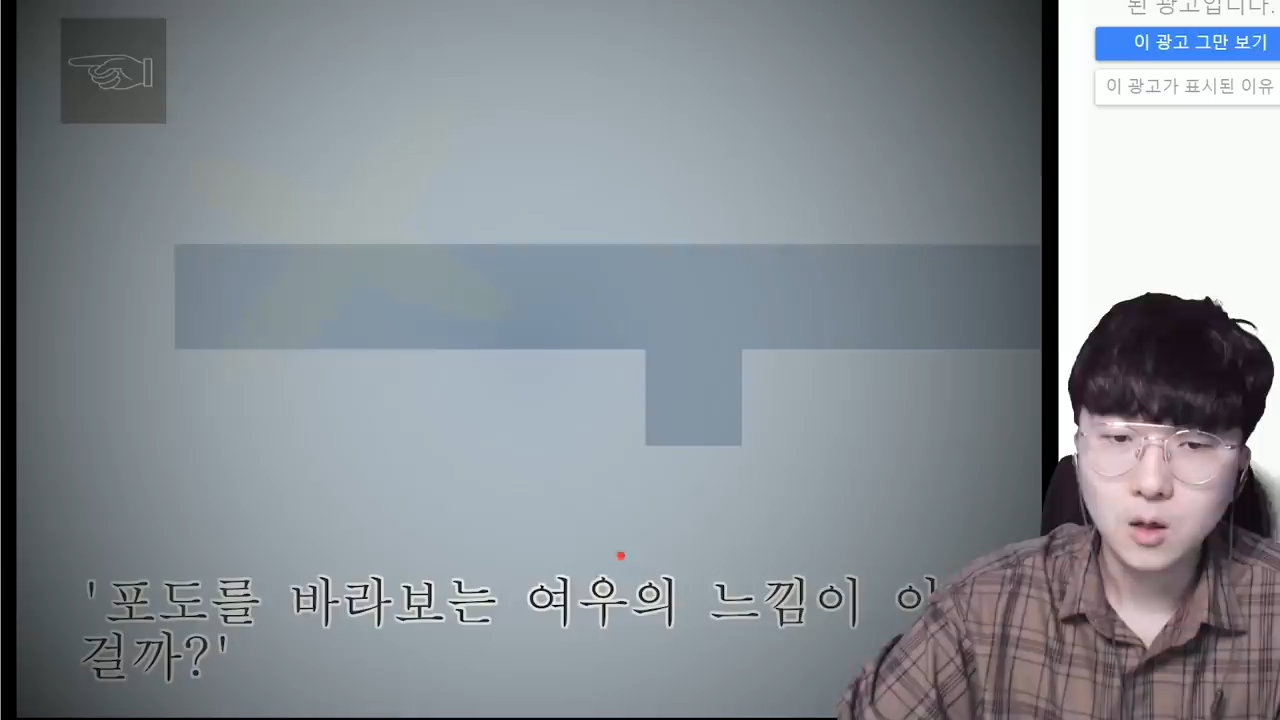 된 광고입니다.
이 광고 그만 보기
이 광고가 표시된 이유
'포도를 바라보는 여우의 느낌이
걸까?'